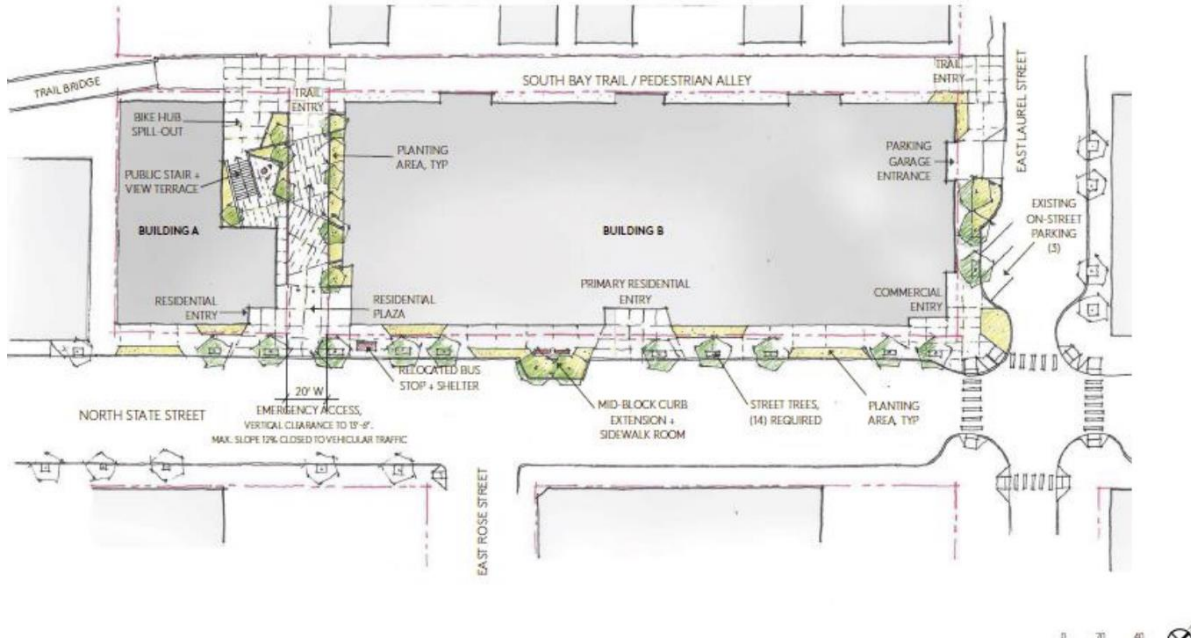 TRAIL BRIDGE
BIKE HUB
SPILL-OUT
TRAIL
ENTRY
SOUTH BAY TRAIL / PEDESTRIAN ALLEY
TRAIL
ENTRY
EAST LAUREL STREET
PUBLIC STAIR +
VIEW TERRACE
PLANTING
AREA, TYP
PARKING
GARAGE
ENTRANCE
EXISTING
ON-STREET
PARKING
(3)
BUILDING A
BUILDING B
RESIDENTIAL
ENTRY
RESIDENTIAL
PLAZA
PRIMARY RESIDENTIAL
ENTRY
COMMERCIAL
ENTRY
RELOCATED BUS
STOP + SHELTER
20' W
NORTH STATE STREET
EMERGENCY ACCESS,
VERTICAL CLEARANCE TO 13'-6".
MAX. SLOPE 12% CLOSED TO VEHICULAR TRAFFIC
MID-BLOCK CURB
EXTENSION +
SIDEWALK ROOM
STREET TREES,
(14) REQUIRED
PLANTING
AREA, TYP
EAST ROSE STREET